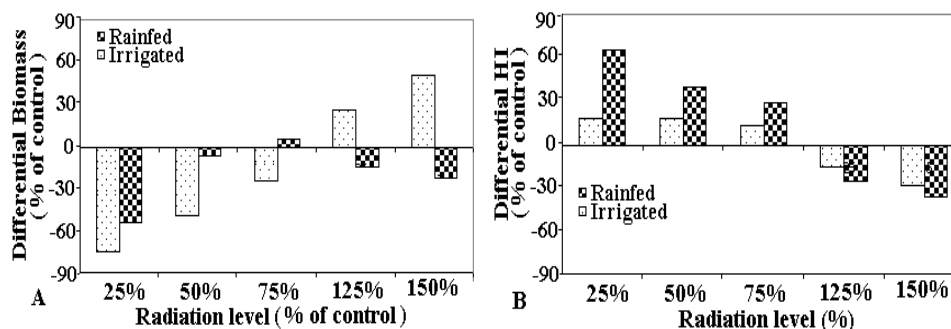 Differential Biomass
( % of control)
90
60
30
0
-30
-60
-90
Rainfed
Irrigated
25% 50% 75% 125% 150%
A Radiation level ( % of control )
Differential HI
( % of control)
90
60
30
0
-30
-60
-90
Rainfed
Irrigated
25% 50% 75% 125% 150%
B Radiation level (%)